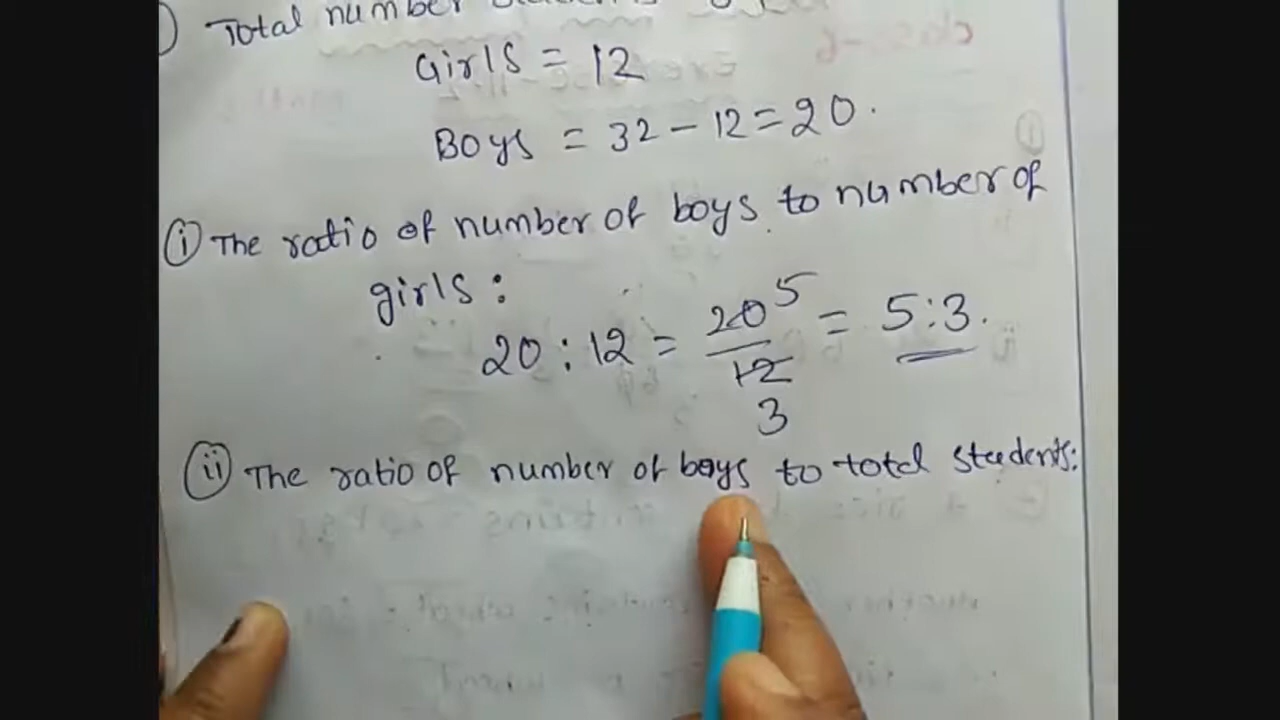 Total number
Girls = 12
Boys = 32 - 12 = 20.
(i) The ratio of number of boys to number of
girls :
20 : 12 = 20/12 5/3 = 5:3.
(ii) The ratio of number of boys to total students: